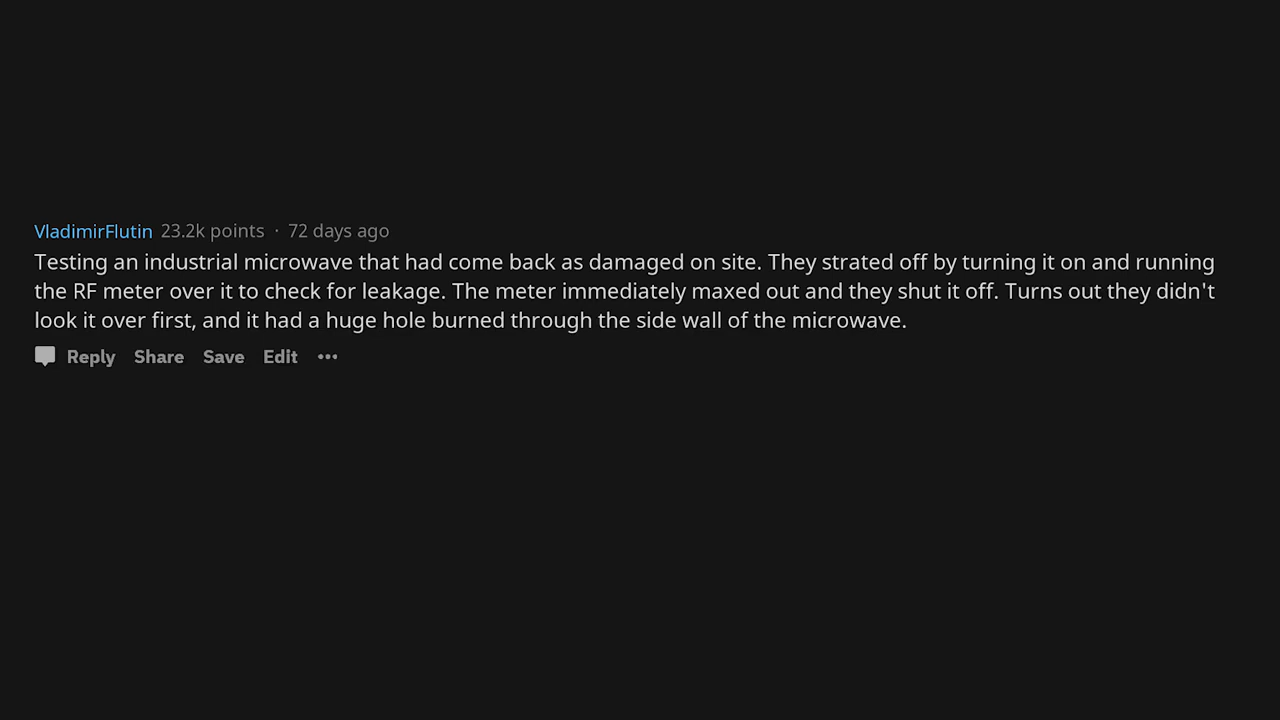 VladimirFlutin 23.2k points · 72 days ago
Testing an industrial microwave that had come back as damaged on site. They strated off by turning it on and running
the RF meter over it to check for leakage. The meter immediately maxed out and they shut it off. Turns out they didn't
look it over first, and it had a huge hole burned through the side wall of the microwave.
Reply Share Save Edit •••